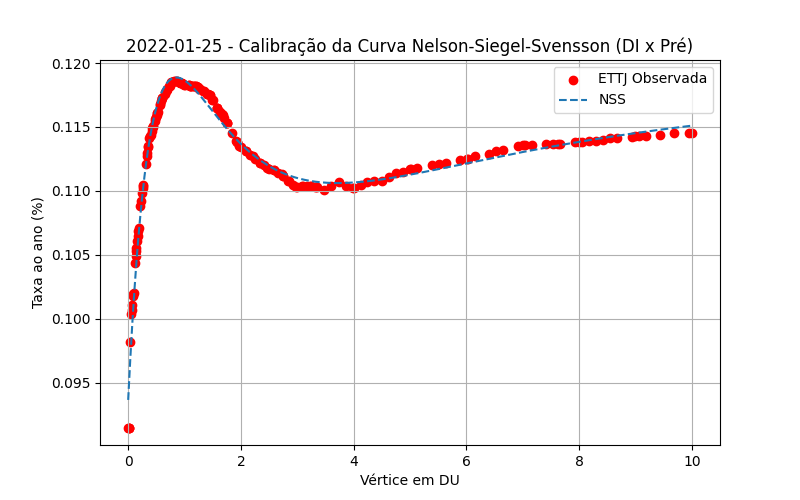 2022-01-25 - Calibração da Curva Nelson-Siegel-Svensson (DI x Pré)
ETTJ Observada
NSS
Taxa ao ano (%)
0.120
0.115
0.110
0.105
0.100
0.095
0 2 4 6 8 10
Vértice em DU